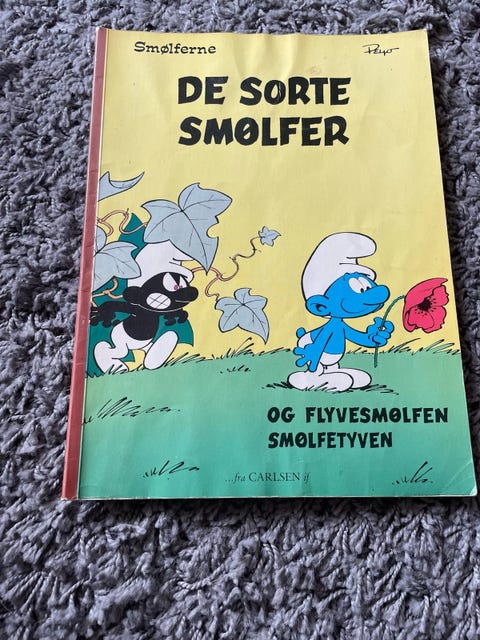 Smølferne
Peyo
DE SORTE
SMØLFER
OG FLYVESMØLFEN
SMØLFETYVEN
...fra CARLSEN if